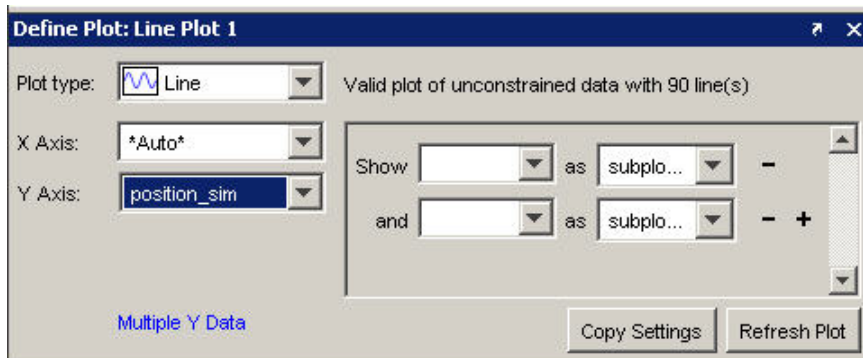 Define Plot: Line Plot 1
Plot type: Line
Valid plot of unconstrained data with 90 line(s)
X Axis: *Auto*
Y Axis: position_sim
Show as subplo... -
and as subplo... - +
Multiple Y Data
Copy Settings
Refresh Plot